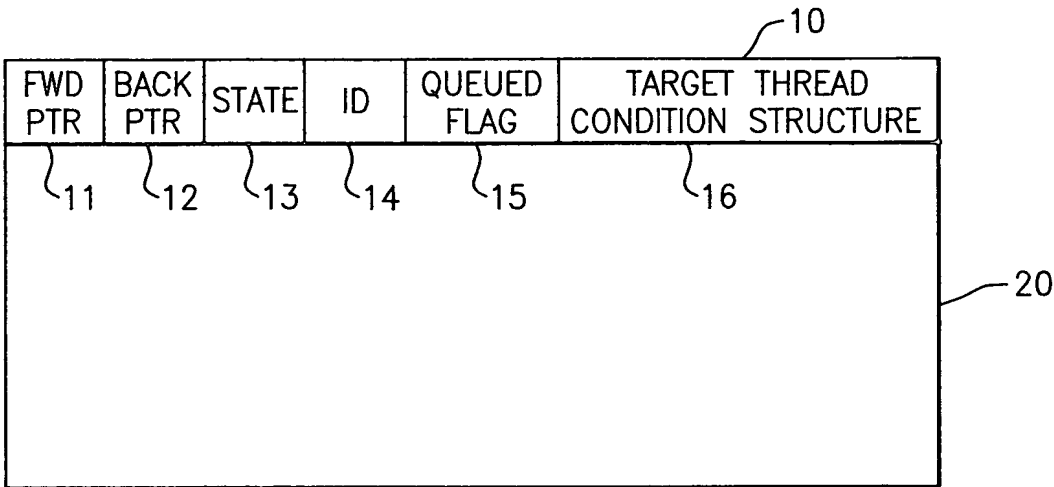 10
FWD PTR
BACK PTR
STATE
ID
QUEUED FLAG
TARGET THREAD CONDITION STRUCTURE
11
12
13
14
15
16
20